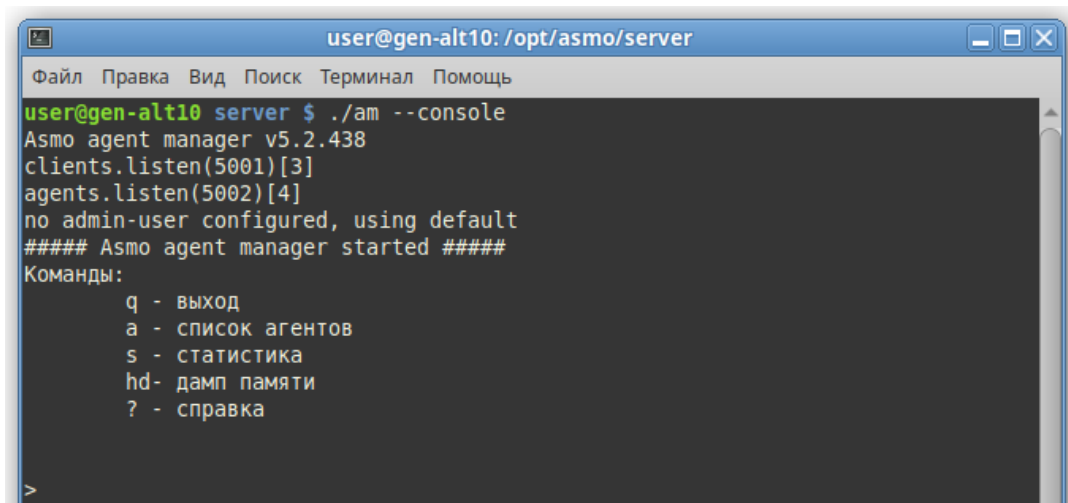 user@gen-alt10: /opt/asmo/server
Файл Правка Вид Поиск Терминал Помощь
user@gen-alt10 server $ ./am --console
Asmo agent manager v5.2.438
clients.listen(5001)[3]
agents.listen(5002)[4]
no admin-user configured, using default
##### Asmo agent manager started #####
Команды:
q - выход
a - список агентов
s - статистика
hd- дамп памяти
? - справка
>